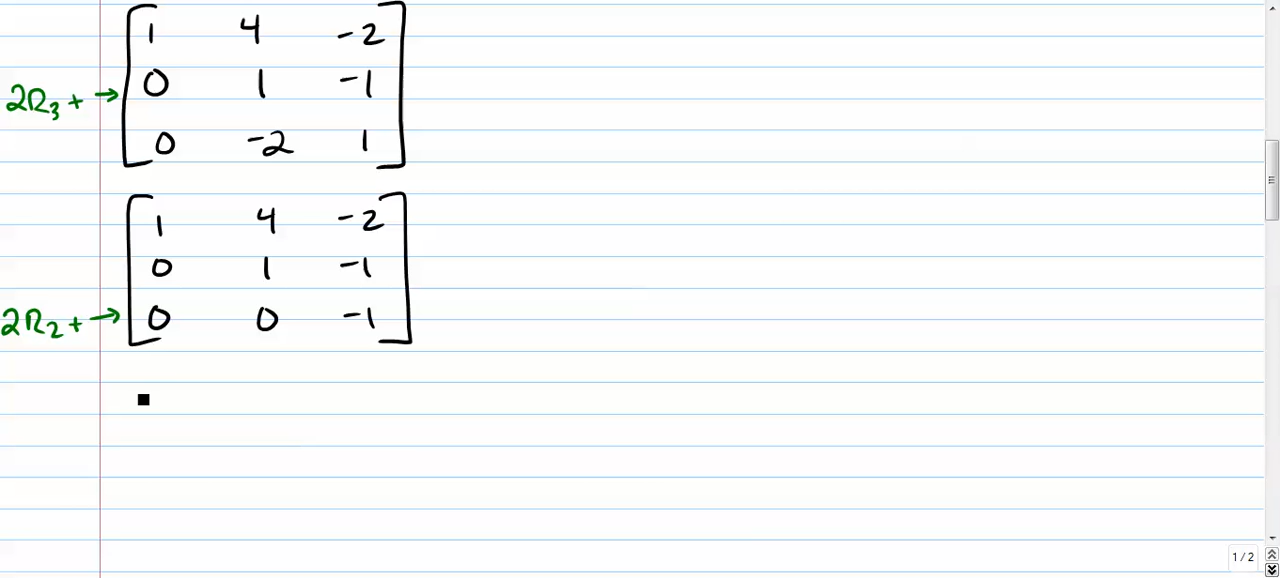 1 4 -2
2R3+ → 0 1 -1
0 -2 1
1 4 -2
0 1 -1
2R2+ → 0 0 -1
1 / 2